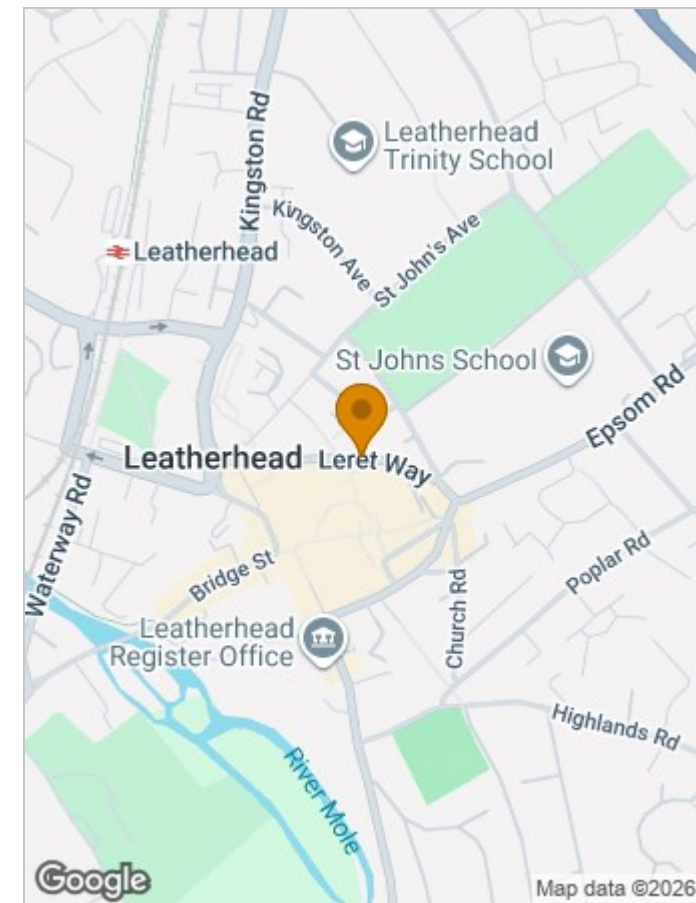 Kingston Rd
Leatherhead
Trinity School
Kingston Ave
St John's Ave
Leatherhead
St Johns School
Epsom Rd
Leatherhead
Leret Way
Waterway Rd
Bridge St
Poplar Rd
Church Rd
Leatherhead
Register Office
Highlands Rd
River Mole
Google
Map data ©2026